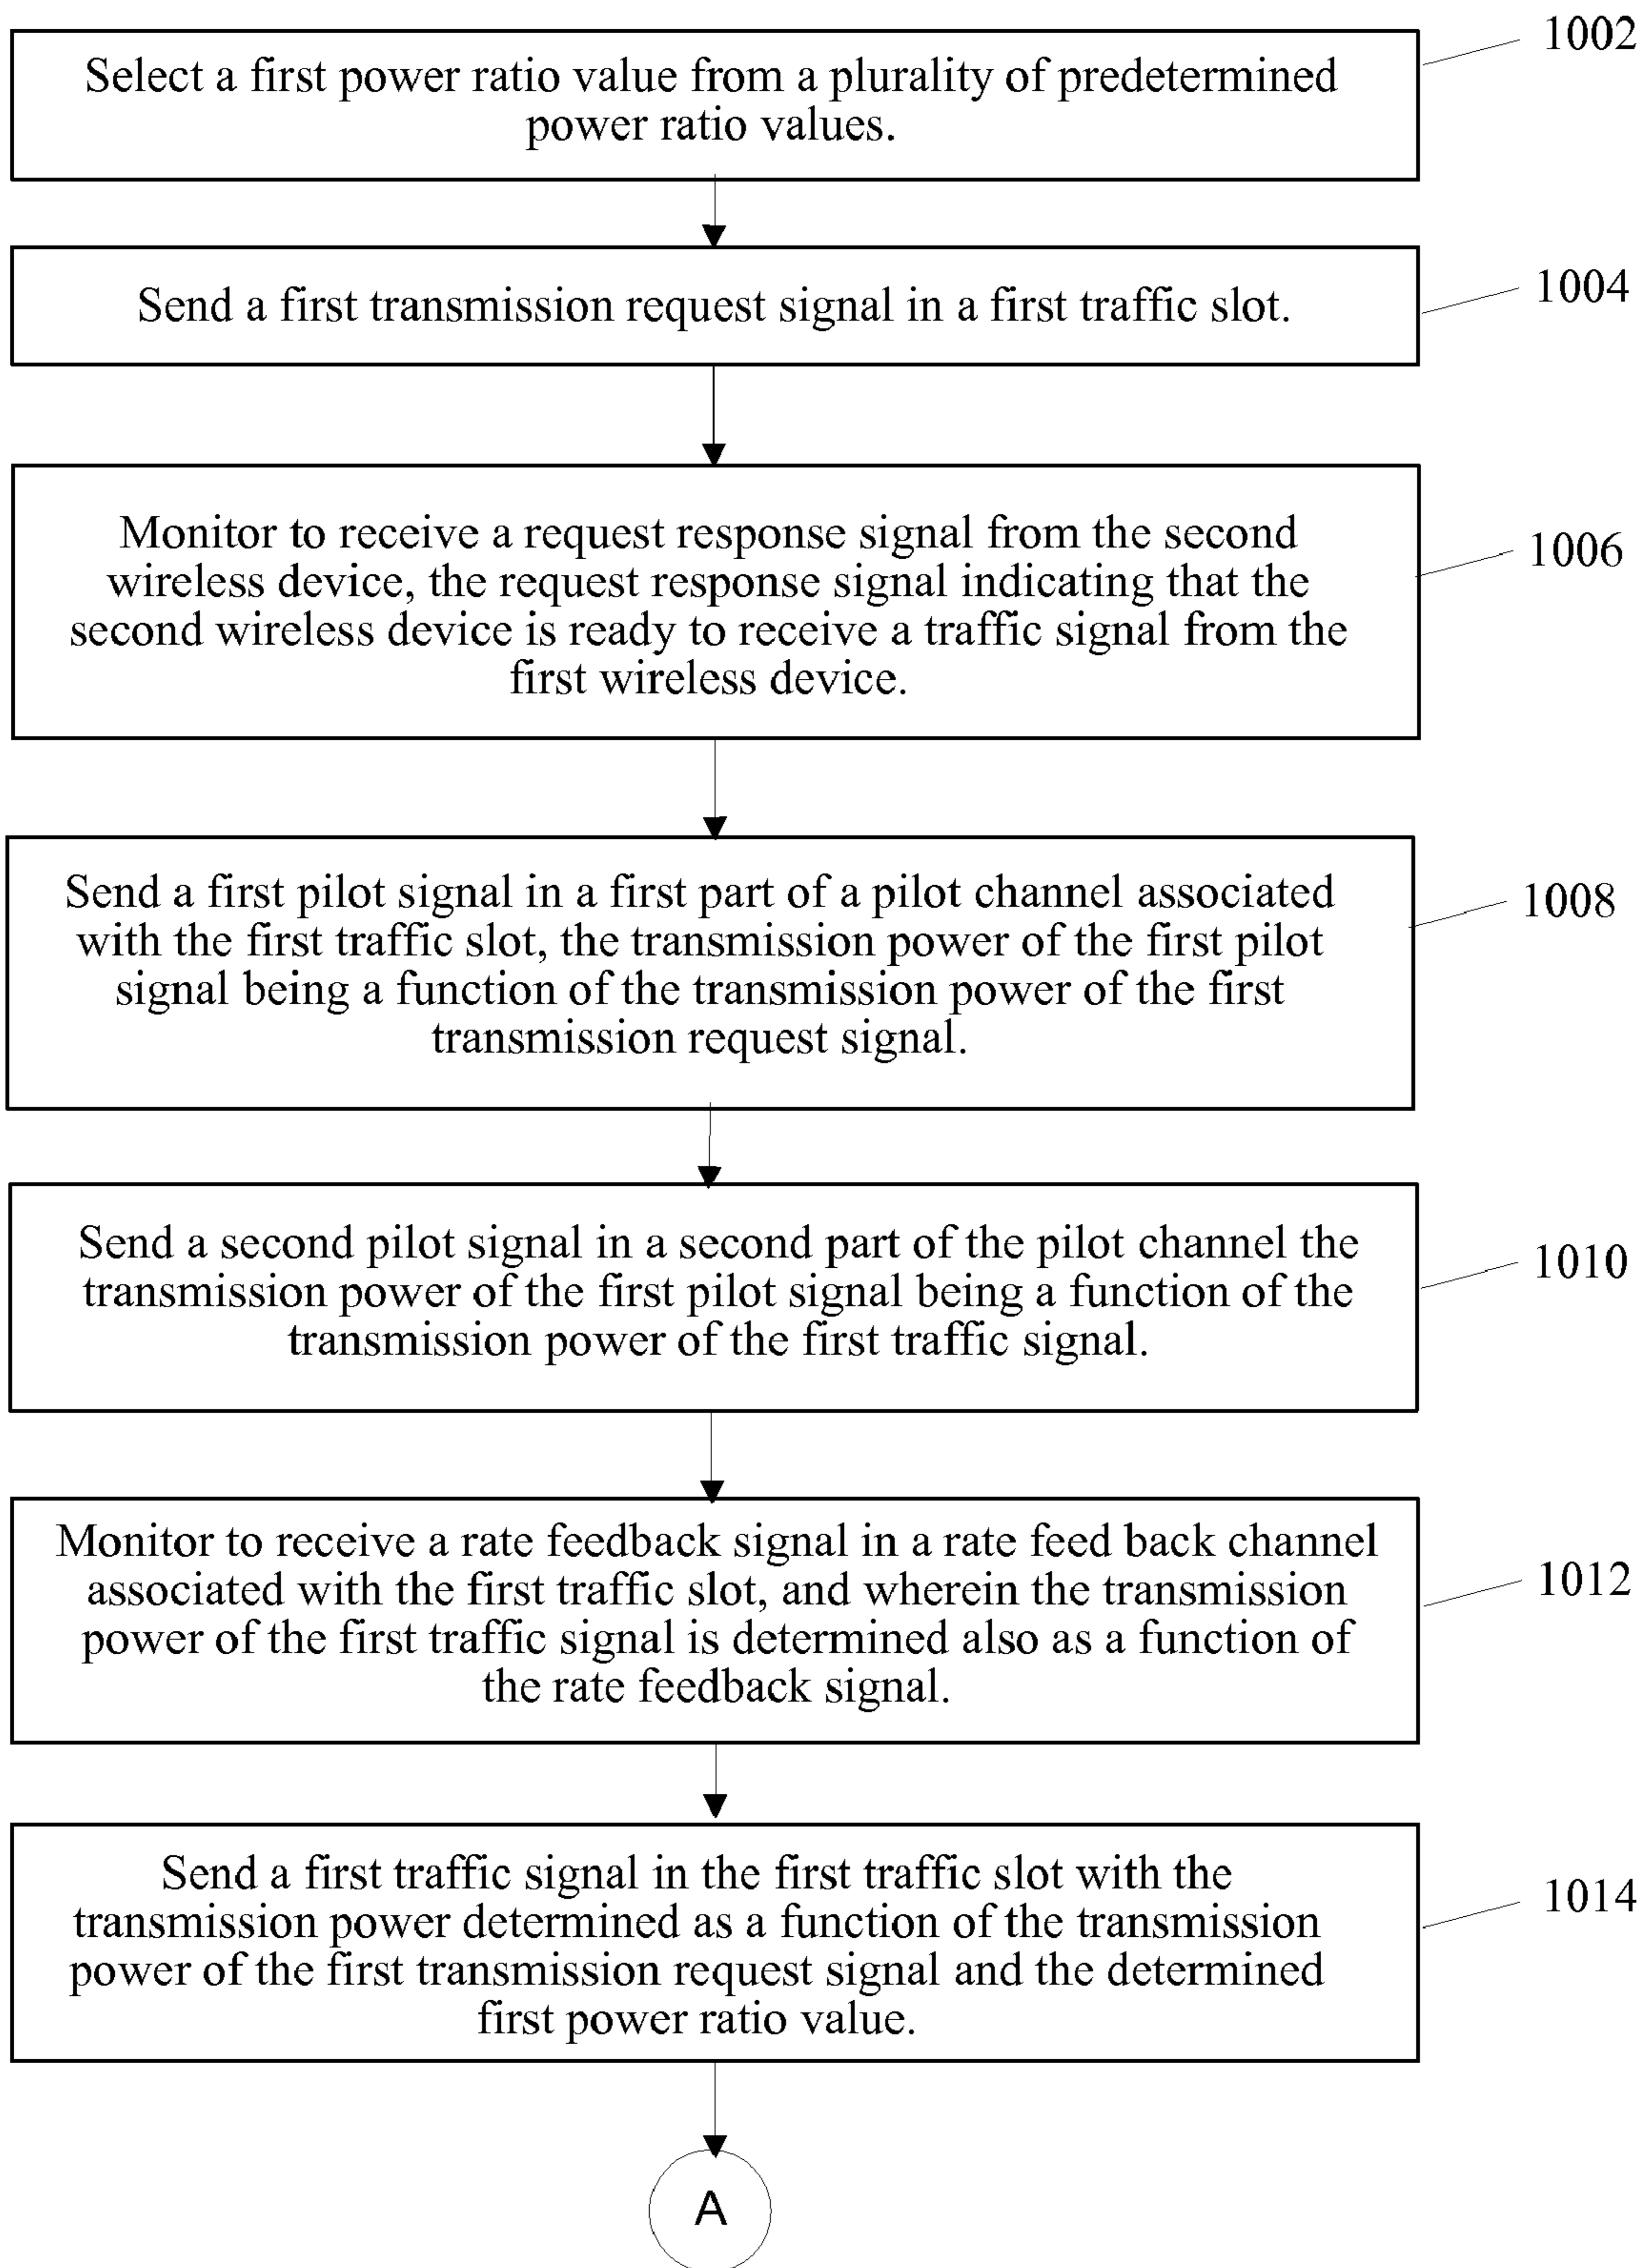 1002
Select a first power ratio value from a plurality of predetermined
power ratio values.
1004
Send a first transmission request signal in a first traffic slot.
1006
Monitor to receive a request response signal from the second
wireless device, the request response signal indicating that the
second wireless device is ready to receive a traffic signal from the
first wireless device.
1008
Send a first pilot signal in a first part of a pilot channel associated
with the first traffic slot, the transmission power of the first pilot
signal being a function of the transmission power of the first
transmission request signal.
1010
Send a second pilot signal in a second part of the pilot channel the
transmission power of the first pilot signal being a function of the
transmission power of the first traffic signal.
1012
Monitor to receive a rate feedback signal in a rate feed back channel
associated with the first traffic slot, and wherein the transmission
power of the first traffic signal is determined also as a function of
the rate feedback signal.
1014
Send a first traffic signal in the first traffic slot with the
transmission power determined as a function of the transmission
power of the first transmission request signal and the determined
first power ratio value.
A